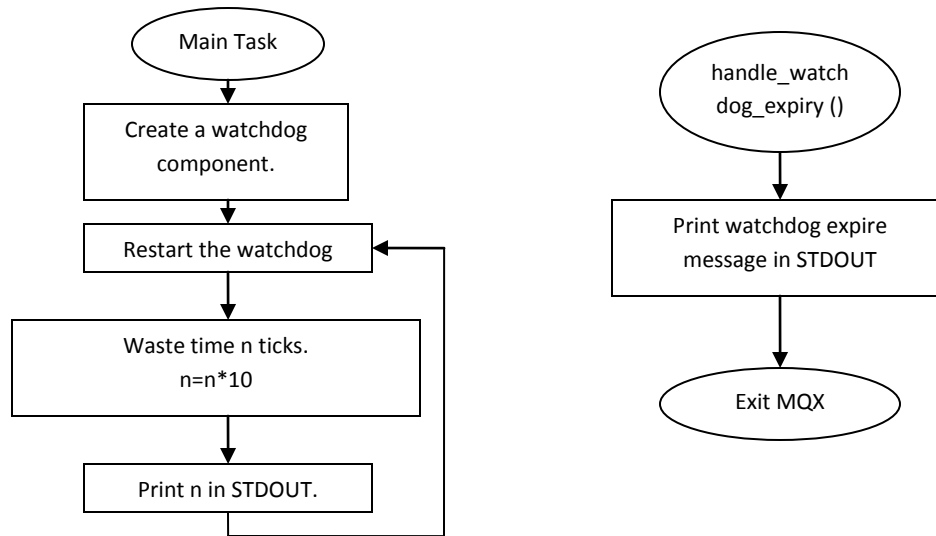 Main Task
Create a watchdog
component.
Restart the watchdog
Waste time n ticks.
n=n*10
Print n in STDOUT.
handle_watch
dog_expiry ()
Print watchdog expire
message in STDOUT
Exit MQX